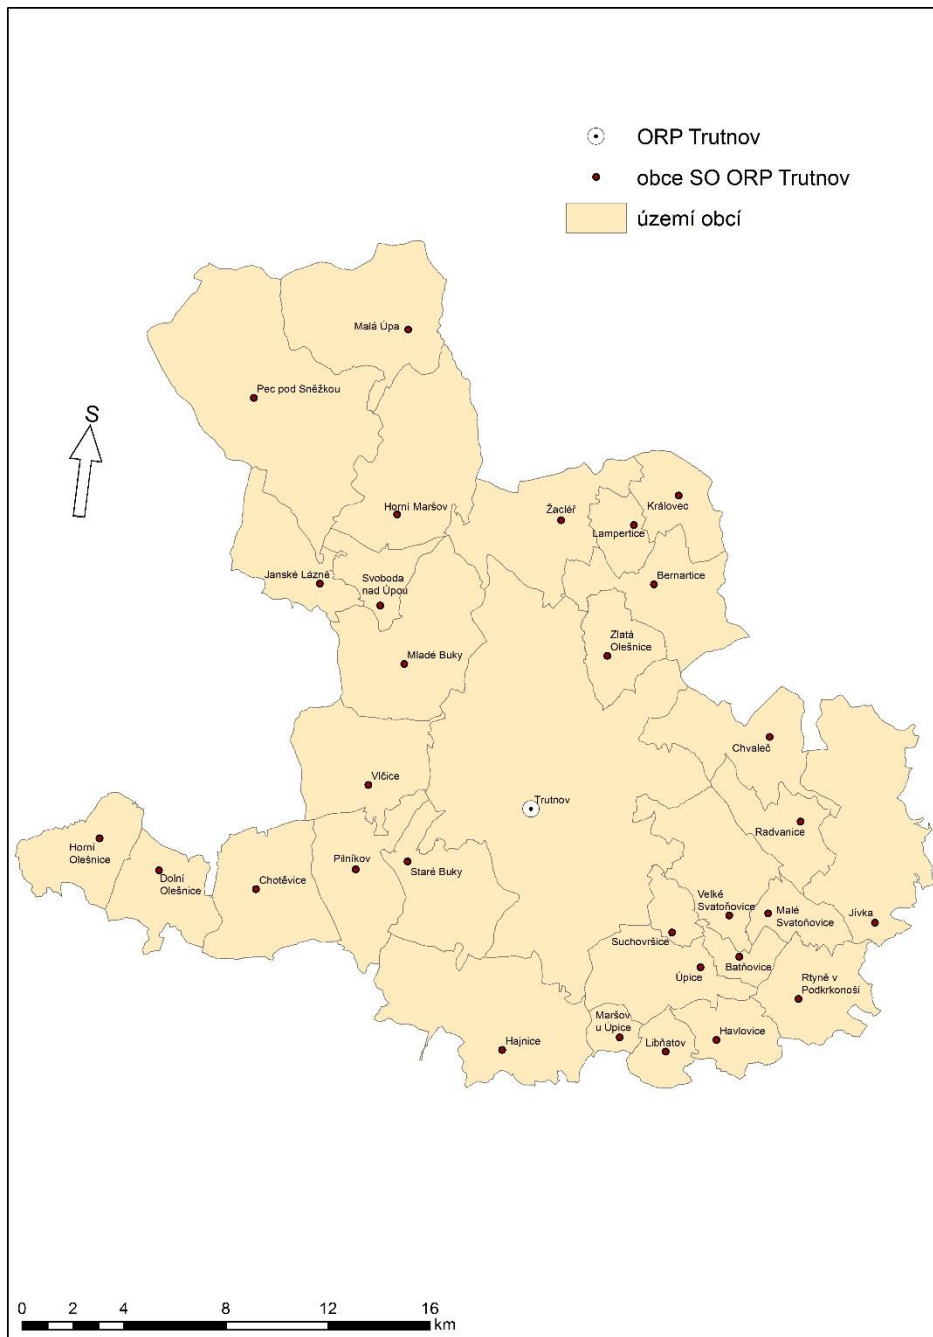 ORP Trutnov
obce SO ORP Trutnov
území obcí
Malá Úpa
Pec pod Sněžkou
S
Horní Maršov
Žacléř
Královec
Lampertice
Janské Lázně
Svoboda
nad Úpou
Bernartice
Zlatá
Olešnice
Mladé Buky
Chvaleč
Vlčice
Trutnov
Radvanice
Horní
Olešnice
Dolní
Olešnice
Chotěvice
Pilníkov
Staré Buky
Velké
Svatoňovice
Malé
Svatoňovice
Jívka
Suchovršice
Úpice
Batňovice
Rtyně v
Podkrkonoší
Maršov
u Úpice
Libňatov
Havlovice
Hajnice
0 2 4 8 12 16
km